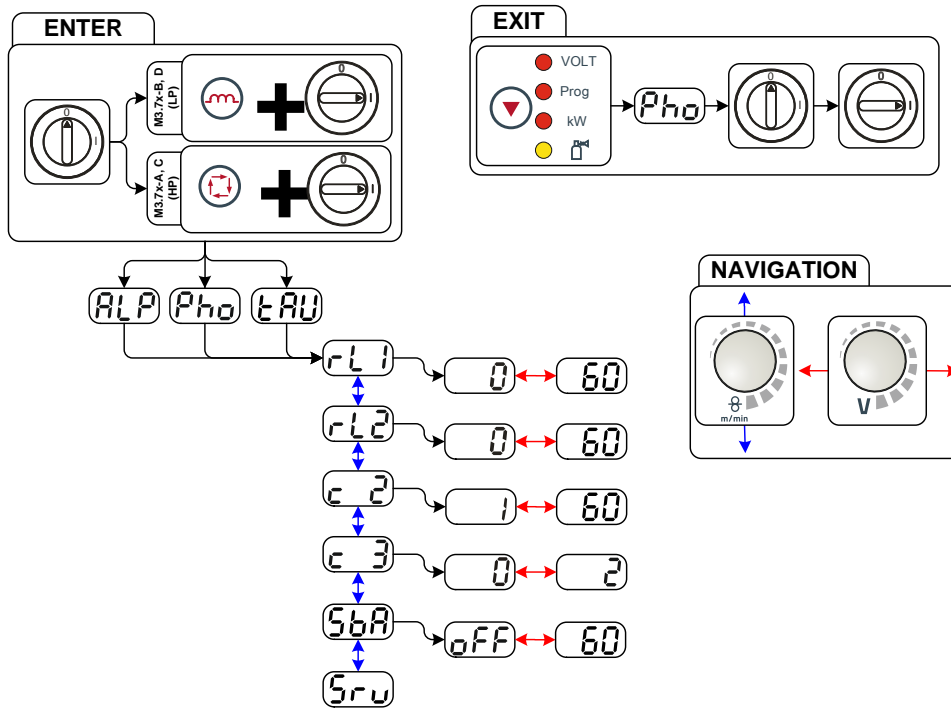 ENTER
M3.7x-B, D
(LP)
0
I
0
I
M3.7x-A, C
(HP)
0
I
EXIT
VOLT
Prog
kW
Pho
0
I
0
I
NAVIGATION
m/min
V
ALP Pho tAU
rL1 0 60
rL2 0 60
c 2 1 60
c 3 0 2
SbA oFF 60
Sru